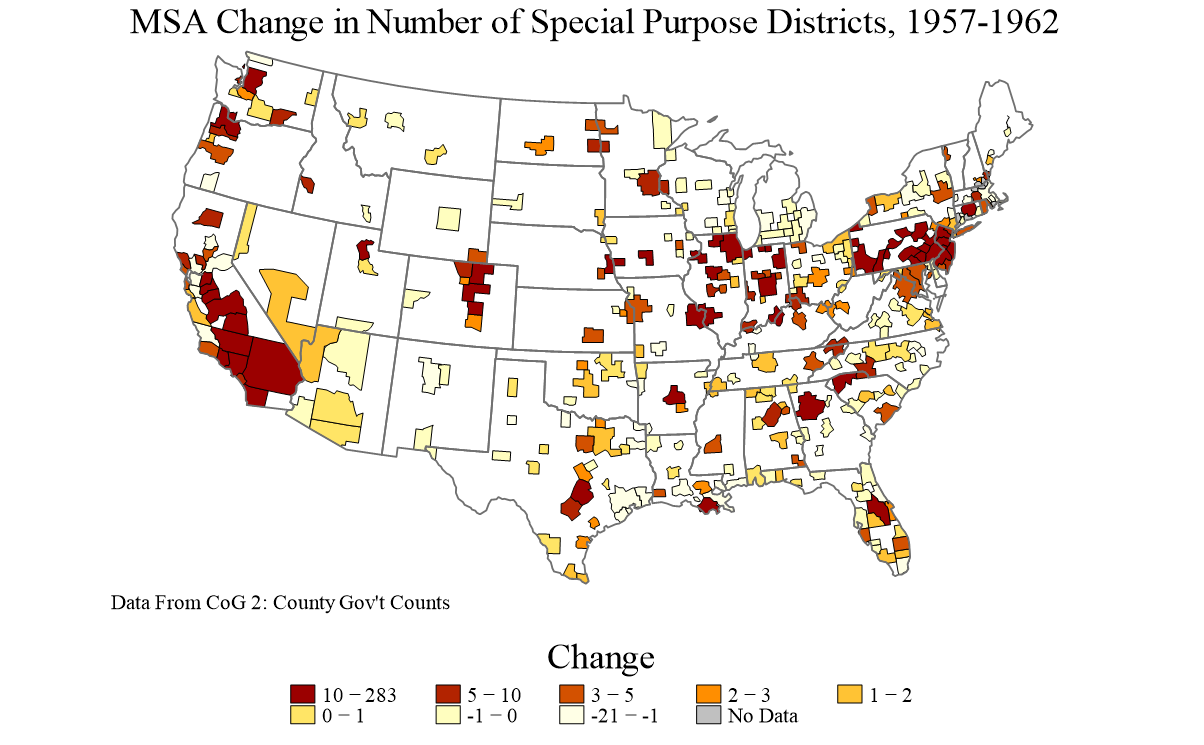 MSA Change in Number of Special Purpose Districts, 1957-1962
Data From CoG 2: County Gov't Counts
Change
10 − 283 5 − 10 3 − 5 2 − 3 1 − 2
0 − 1 -1 − 0 -21 − -1 No Data